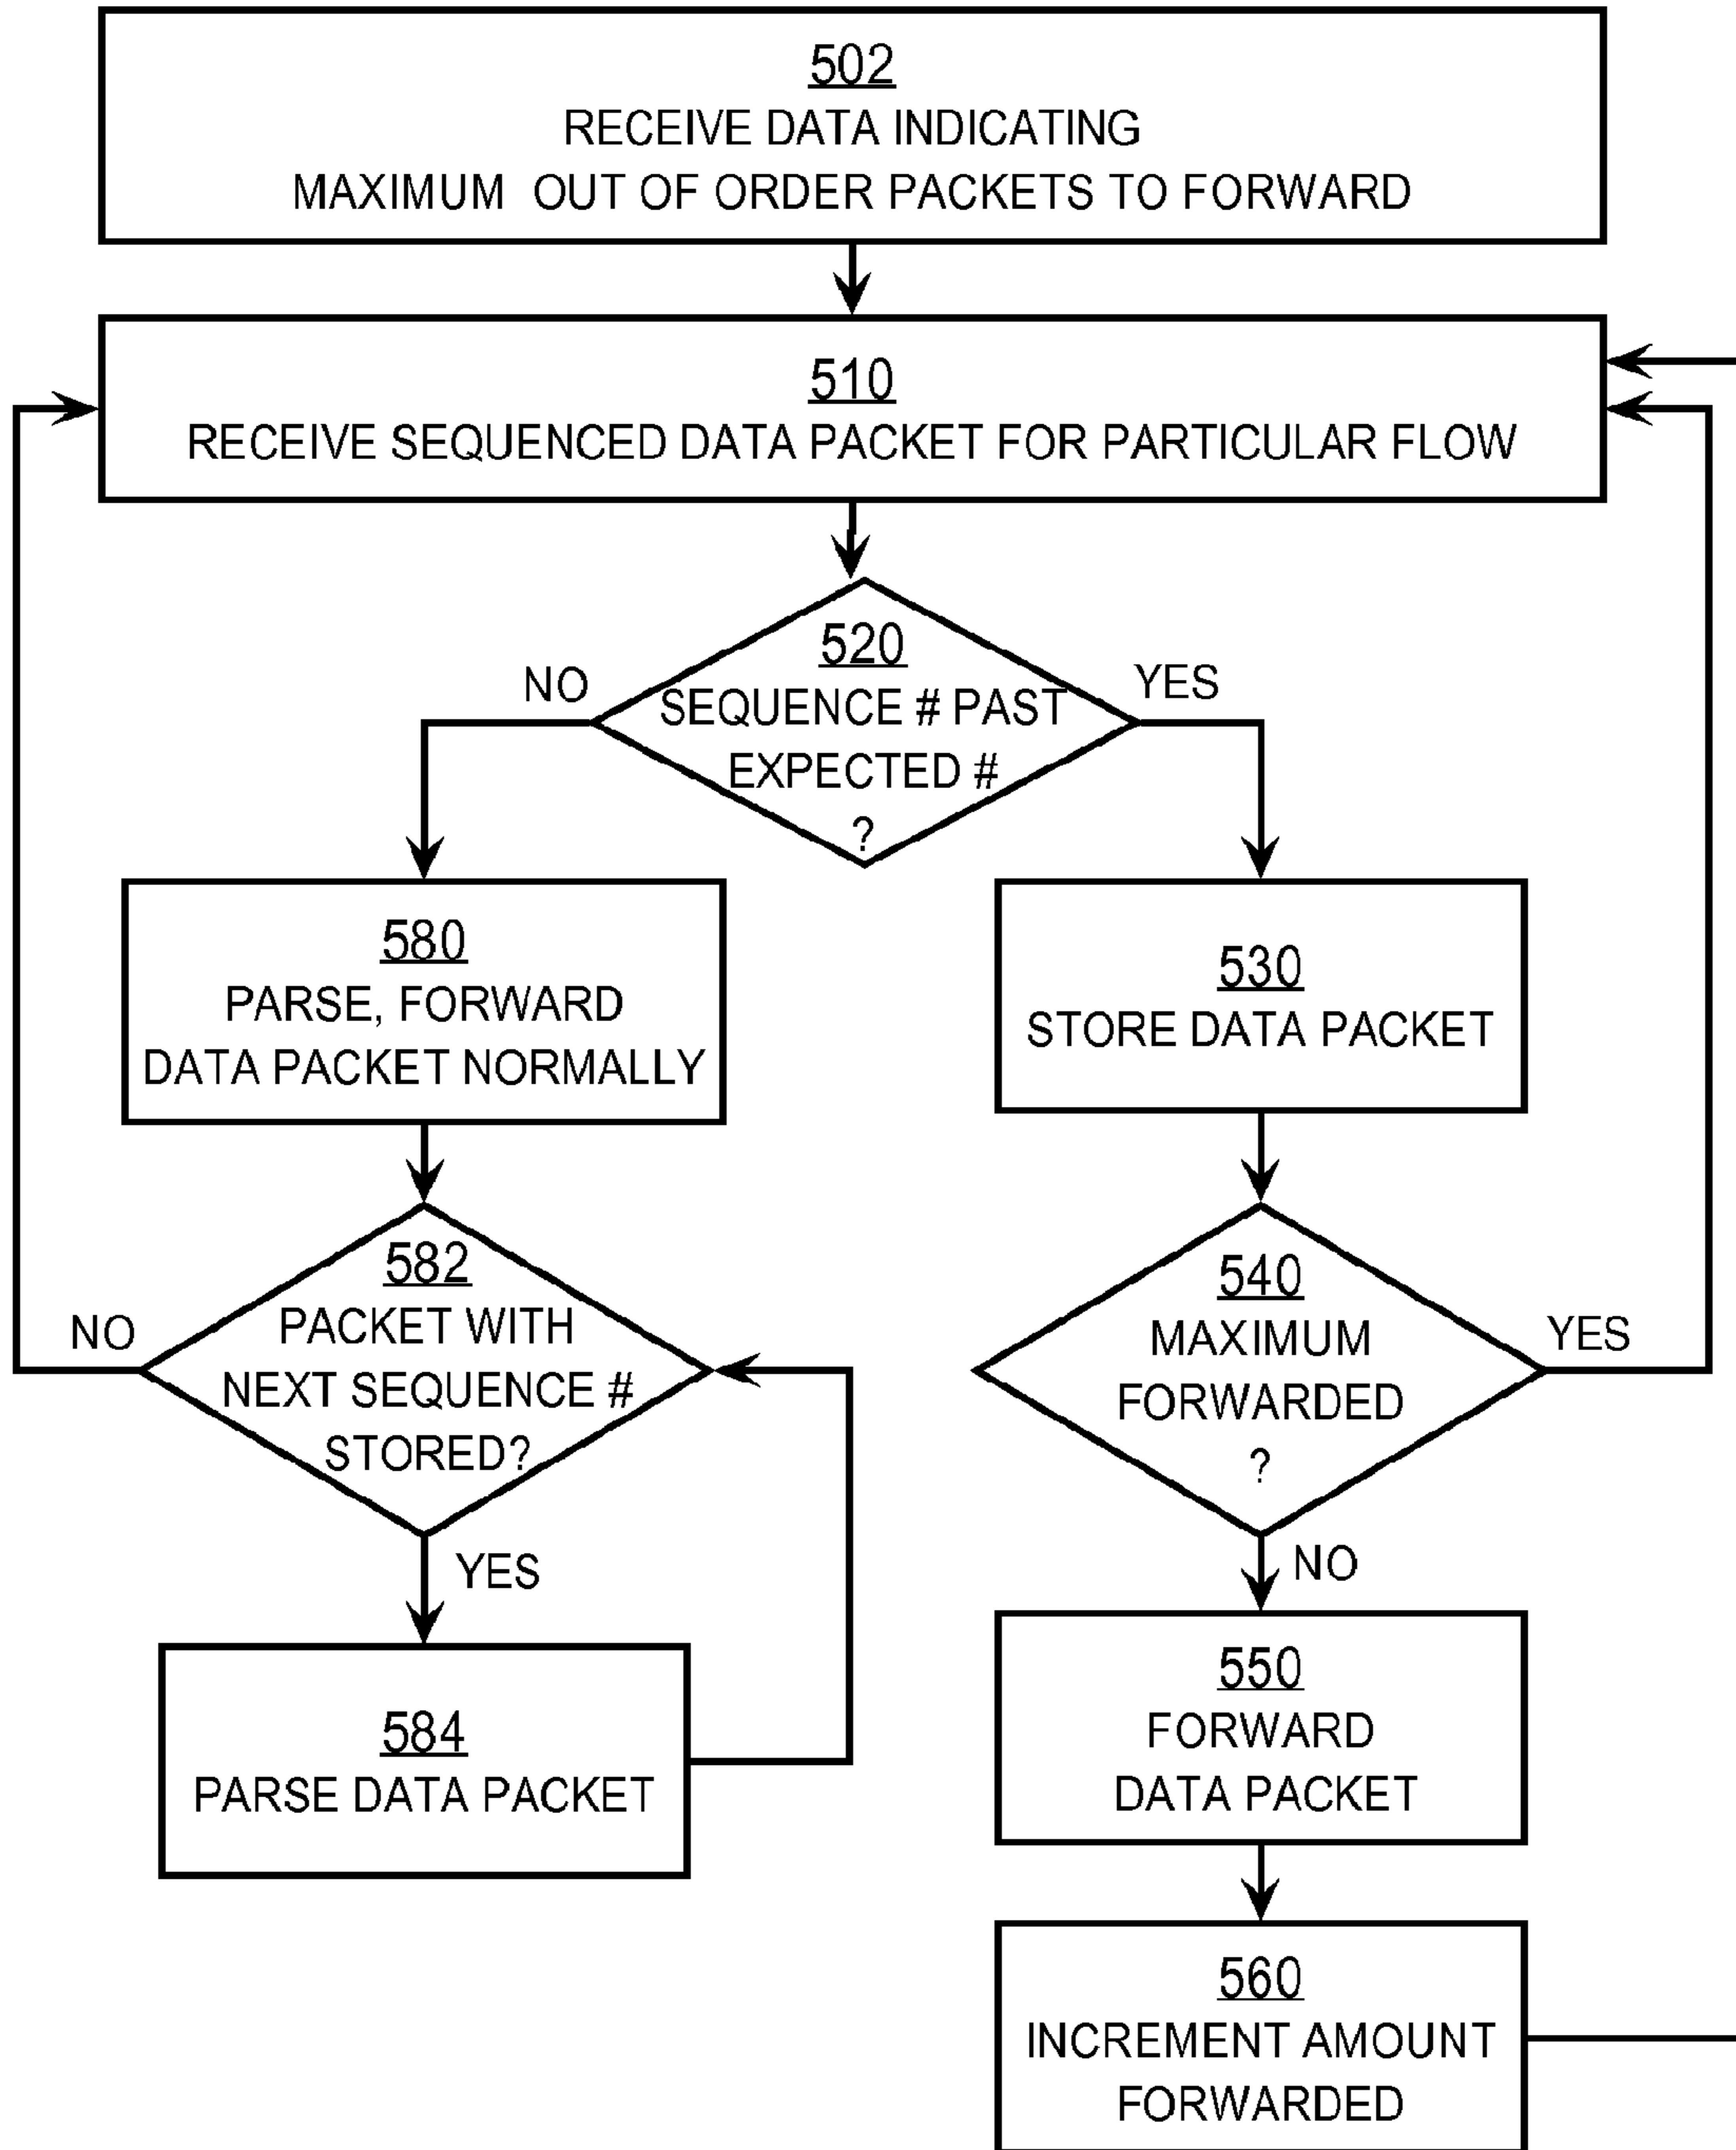 502
RECEIVE DATA INDICATING
MAXIMUM OUT OF ORDER PACKETS TO FORWARD
510
RECEIVE SEQUENCED DATA PACKET FOR PARTICULAR FLOW
520
SEQUENCE # PAST
EXPECTED #
?
NO
YES
580
PARSE, FORWARD
DATA PACKET NORMALLY
530
STORE DATA PACKET
582
PACKET WITH
NEXT SEQUENCE #
STORED?
NO
YES
540
MAXIMUM
FORWARDED
?
YES
NO
584
PARSE DATA PACKET
550
FORWARD
DATA PACKET
560
INCREMENT AMOUNT
FORWARDED